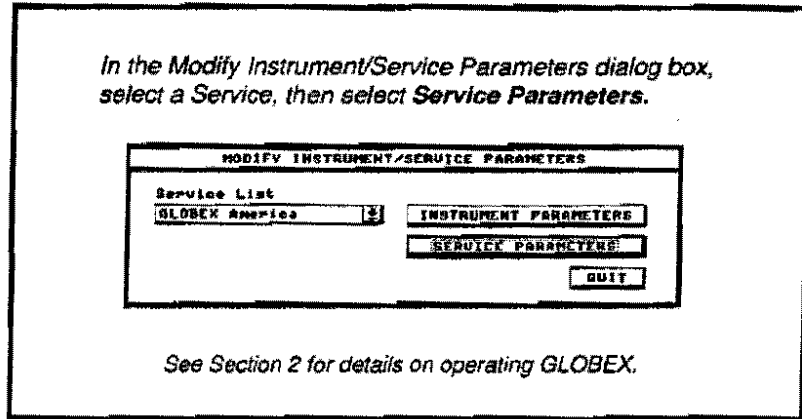 In the Modify Instrument/Service Parameters dialog box,
select a Service, then select Service Parameters.
MODIFY INSTRUMENT/SERVICE PARAMETERS
Service List
GLOBEX America
INSTRUMENT PARAMETERS
SERVICE PARAMETERS
QUIT
See Section 2 for details on operating GLOBEX.